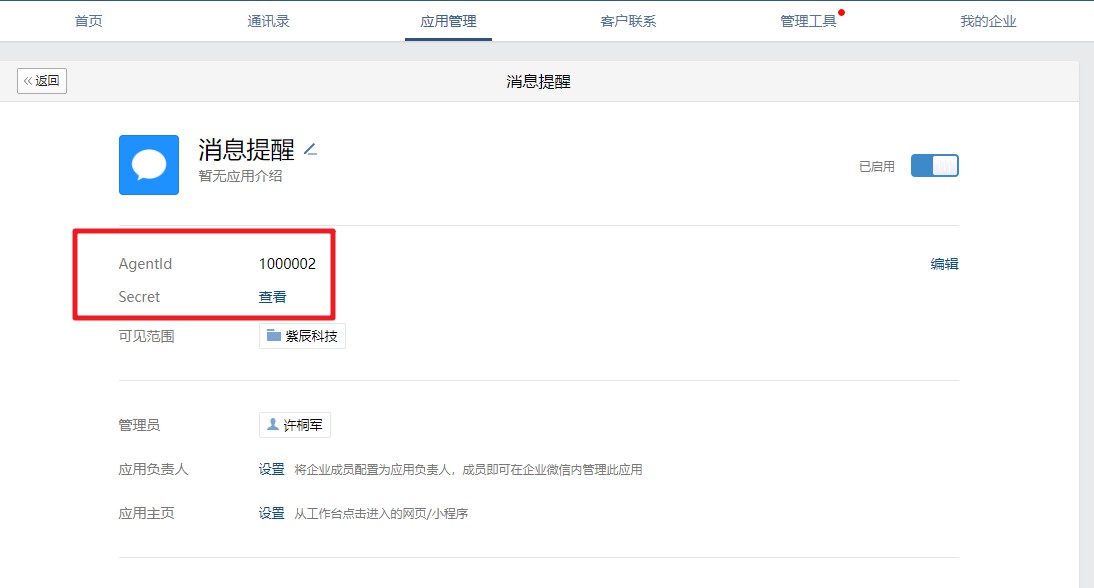 首页 通讯录 应用管理 客户联系 管理工具 我的企业
返回 消息提醒
消息提醒
暂无应用介绍
已启用
AgentId 1000002 编辑
Secret 查看
可见范围 紫辰科技
管理员 许桐军
应用负责人 设置 将企业成员配置为应用负责人，成员即可在企业微信内管理此应用
应用主页 设置 从工作台点击进入的网页/小程序